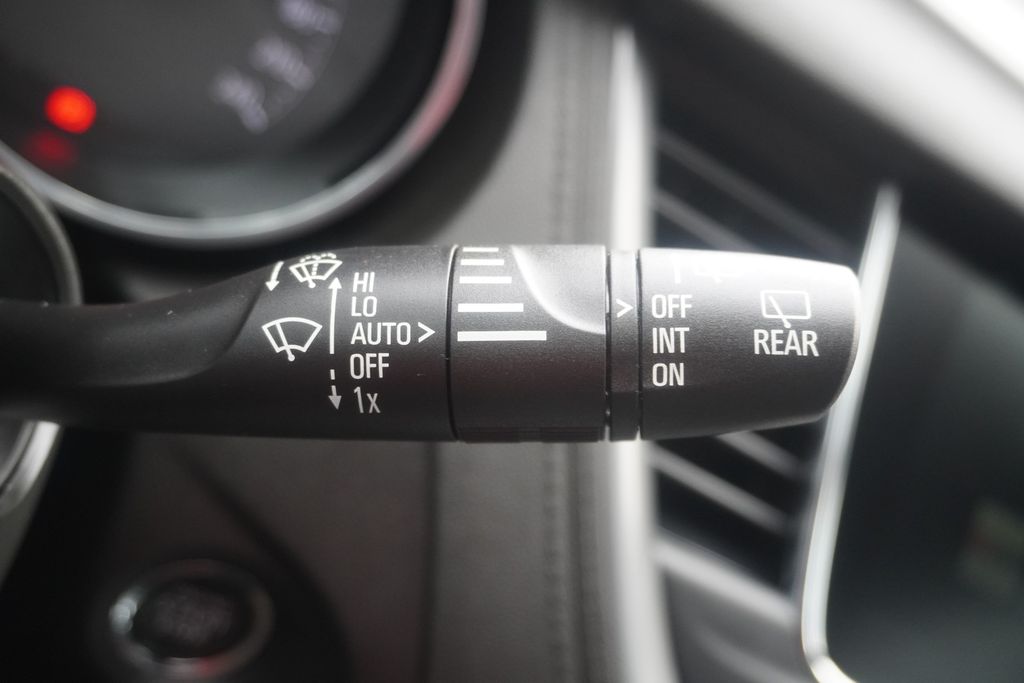 HI
LO
AUTO >
OFF
1x
> OFF
INT
ON
REAR